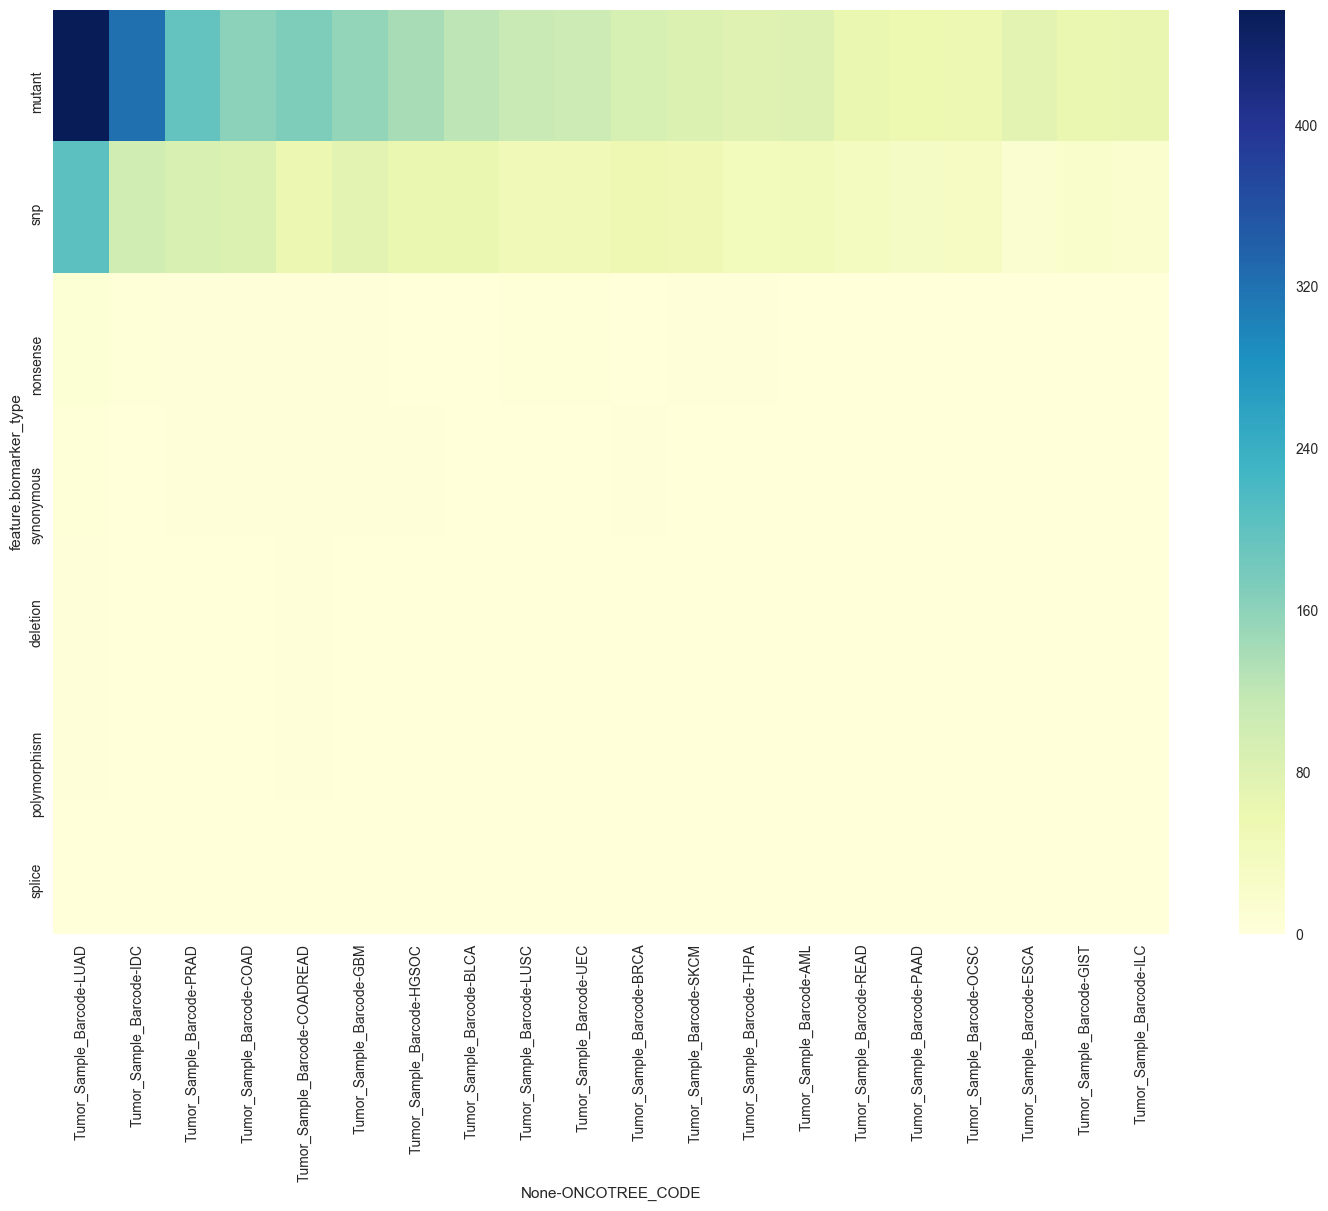 feature.biomarker_type
mutant
snp
nonsense
synonymous
deletion
polymorphism
splice
Tumor_Sample_Barcode-LUAD
Tumor_Sample_Barcode-IDC
Tumor_Sample_Barcode-PRAD
Tumor_Sample_Barcode-COAD
Tumor_Sample_Barcode-COADREAD
Tumor_Sample_Barcode-GBM
Tumor_Sample_Barcode-HGSOC
Tumor_Sample_Barcode-BLCA
Tumor_Sample_Barcode-LUSC
Tumor_Sample_Barcode-UEC
Tumor_Sample_Barcode-BRCA
Tumor_Sample_Barcode-SKCM
Tumor_Sample_Barcode-THPA
Tumor_Sample_Barcode-AML
Tumor_Sample_Barcode-READ
Tumor_Sample_Barcode-PAAD
Tumor_Sample_Barcode-OCSC
Tumor_Sample_Barcode-ESCA
Tumor_Sample_Barcode-GIST
Tumor_Sample_Barcode-ILC
None-ONCOTREE_CODE
400
320
240
160
80
0